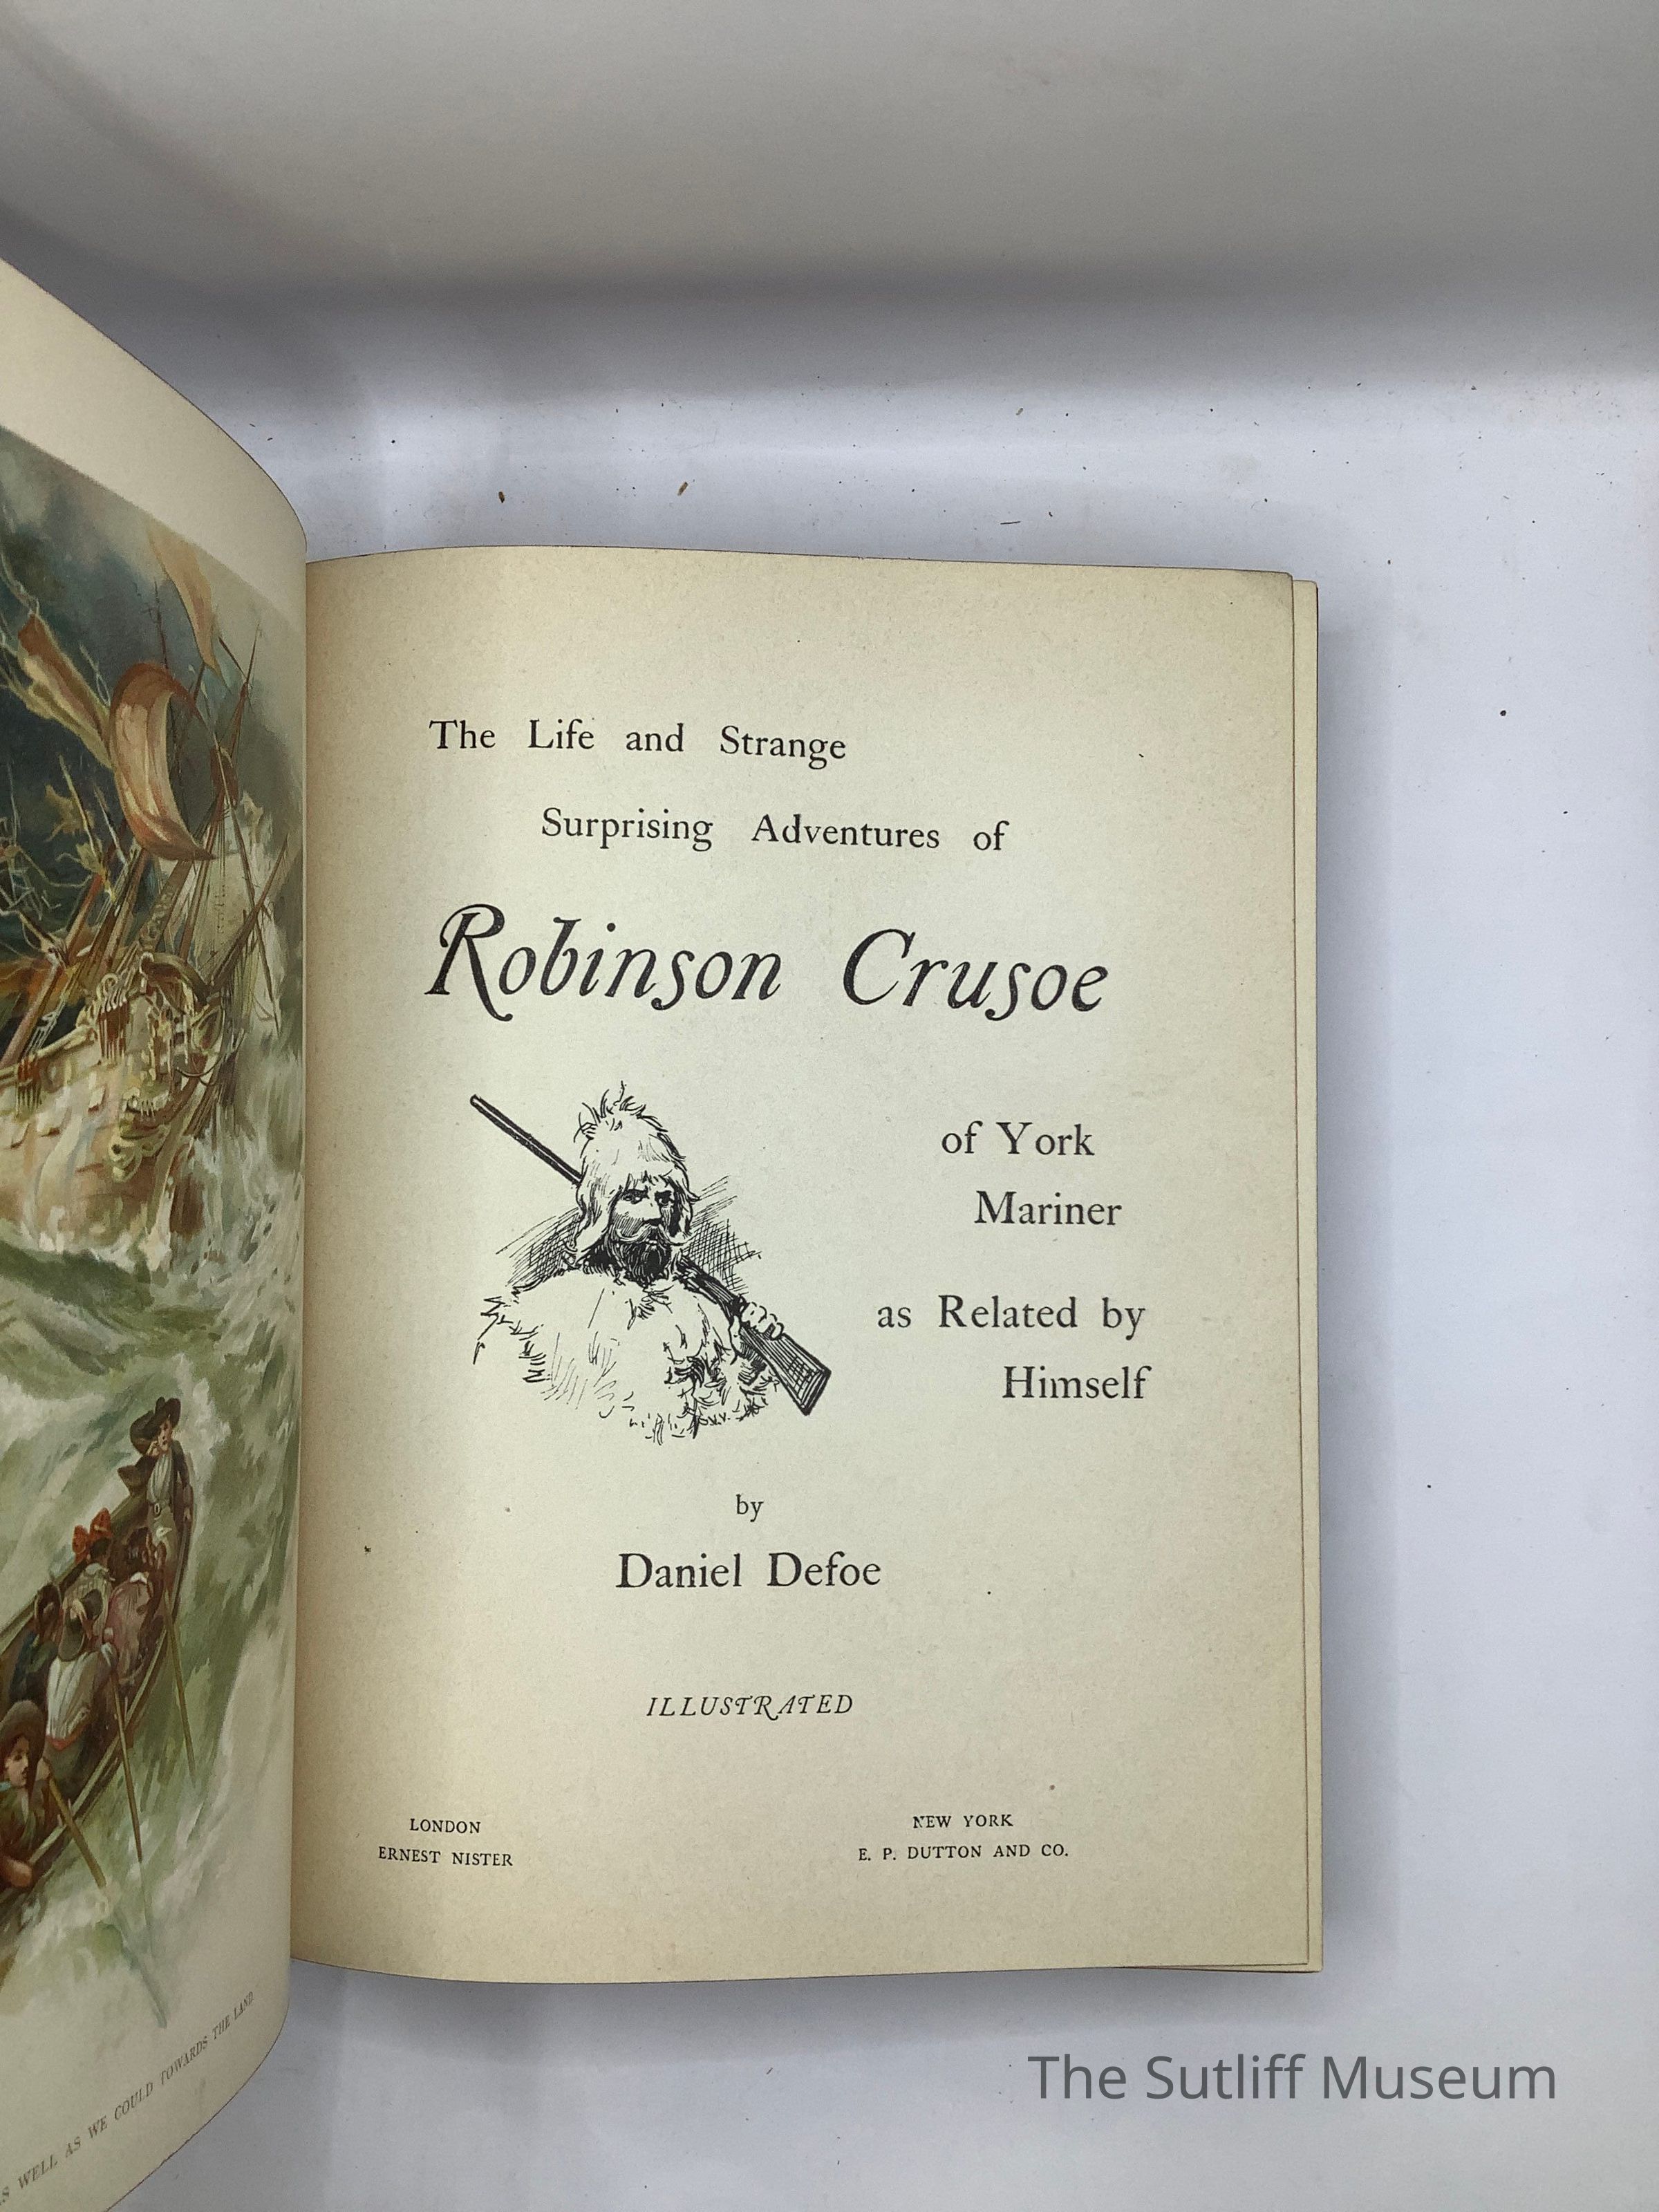 The Life and Strange
Surprising Adventures of
Robinson Crusoe
of York
Mariner
as Related by
Himself
by
Daniel Defoe
ILLUSTRATED
LONDON
ERNEST NISTER
NEW YORK
E. P. DUTTON AND CO.
AS WELL AS WE COULD TOWARDS THE LAND.
The Sutliff Museum